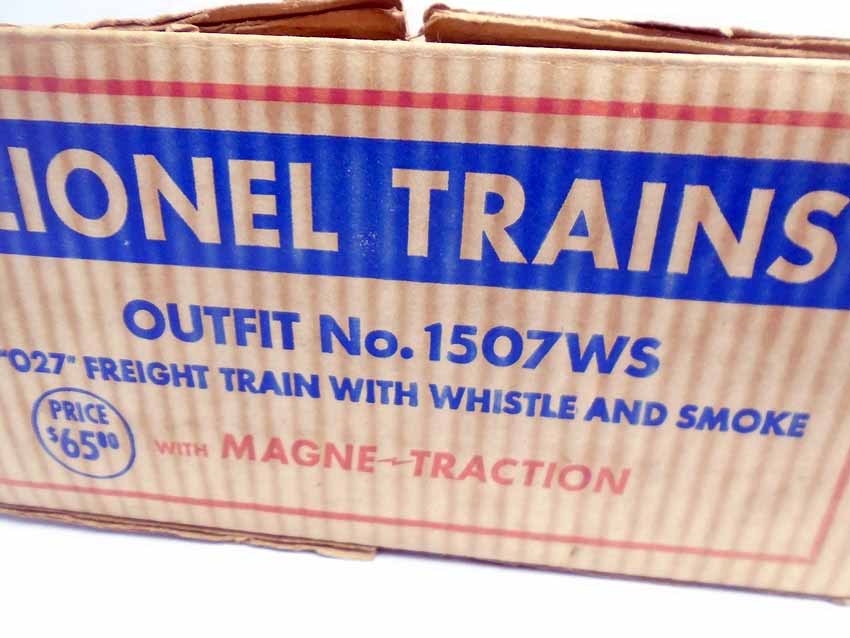 LIONEL TRAINS
OUTFIT No. 1507WS
"O27" FREIGHT TRAIN WITH WHISTLE AND SMOKE
PRICE
$65.00
WITH MAGNE-TRACTION